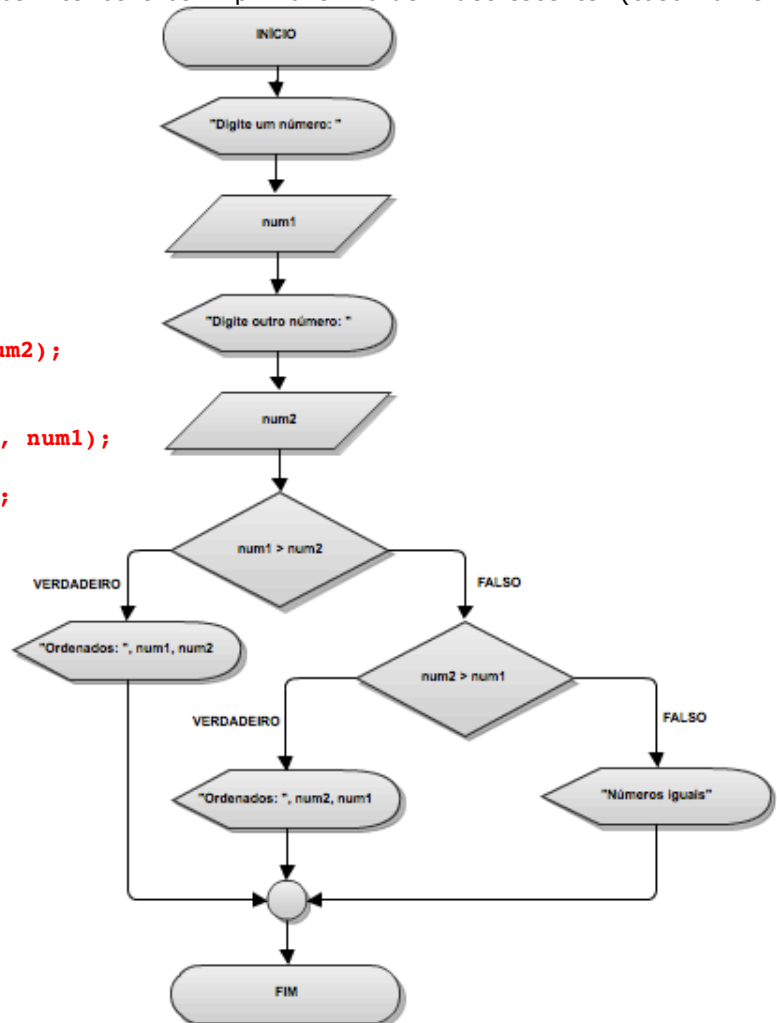 INÍCIO
"Digite um número: "
num1
"Digite outro número: "
um2);
num2
, num1);
;
num1 > num2
VERDADEIRO
FALSO
"Ordenados: ", num1, num2
num2 > num1
VERDADEIRO
FALSO
"Ordenados: ", num2, num1
"Números iguais"
FIM